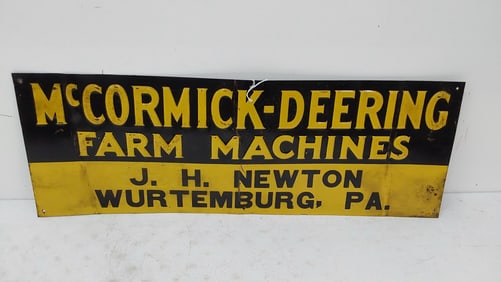 McCORMICK-DEERING
FARM MACHINES
J. H. NEWTON
WURTEMBURG, PA.